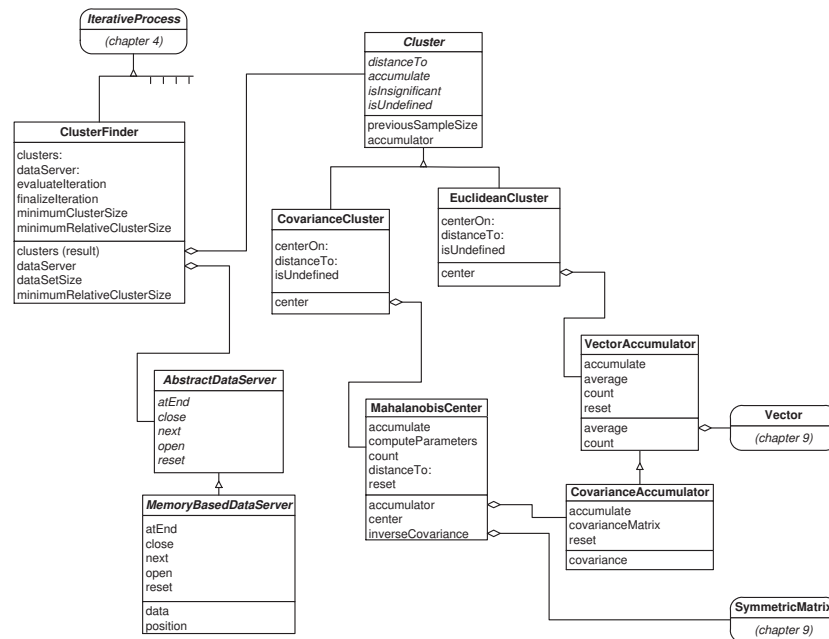 IterativeProcess
(chapter 4)
Cluster
distanceTo
accumulate
isInsignificant
isUndefined
previousSampleSize
accumulator
ClusterFinder
clusters:
dataServer:
evaluateIteration
finalizeIteration
minimumClusterSize
minimumRelativeClusterSize
clusters (result)
dataServer
dataSetSize
minimumRelativeClusterSize
CovarianceCluster
centerOn:
distanceTo:
isUndefined
center
EuclideanCluster
centerOn:
distanceTo:
isUndefined
center
VectorAccumulator
accumulate
average
count
reset
average
count
AbstractDataServer
atEnd
close
next
open
reset
MahalanobisCenter
accumulate
computeParameters
count
distanceTo:
reset
accumulator
center
inverseCovariance
Vector
(chapter 9)
CovarianceAccumulator
accumulate
covarianceMatrix
reset
covariance
MemoryBasedDataServer
atEnd
close
next
open
reset
data
position
SymmetricMatrix
(chapter 9)